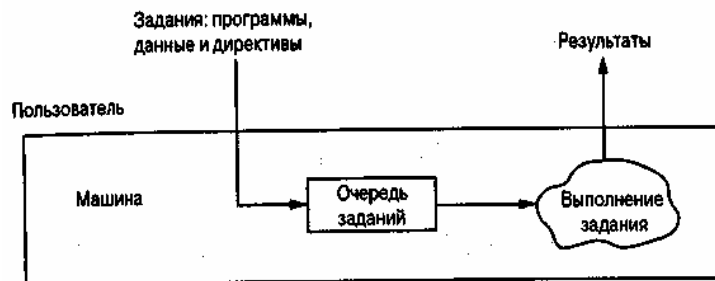 Задания: программы,
данные и директивы
Результаты
Пользователь
Машина
Очередь
заданий
Выполнение
задания